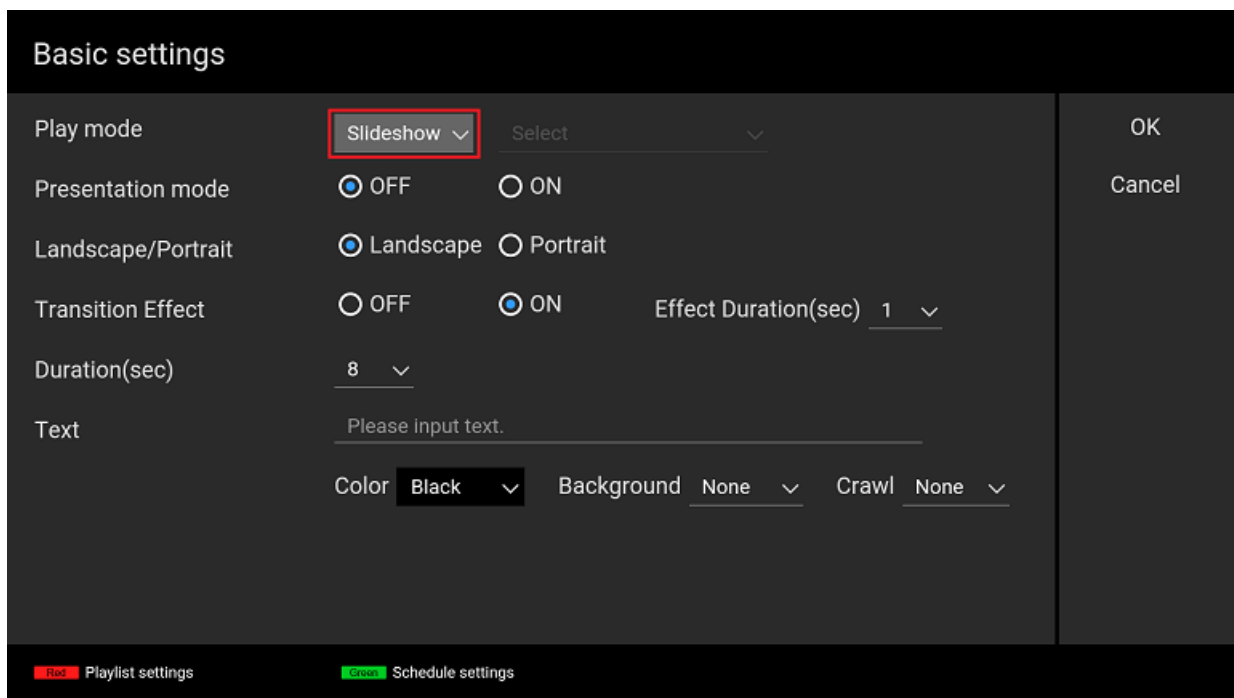 Basic settings
Play mode Slideshow Select OK
Presentation mode OFF ON Cancel
Landscape/Portrait Landscape Portrait
Transition Effect OFF ON Effect Duration(sec) 1
Duration(sec) 8
Text Please input text.
Color Black Background None Crawl None
Red Playlist settings Green Schedule settings